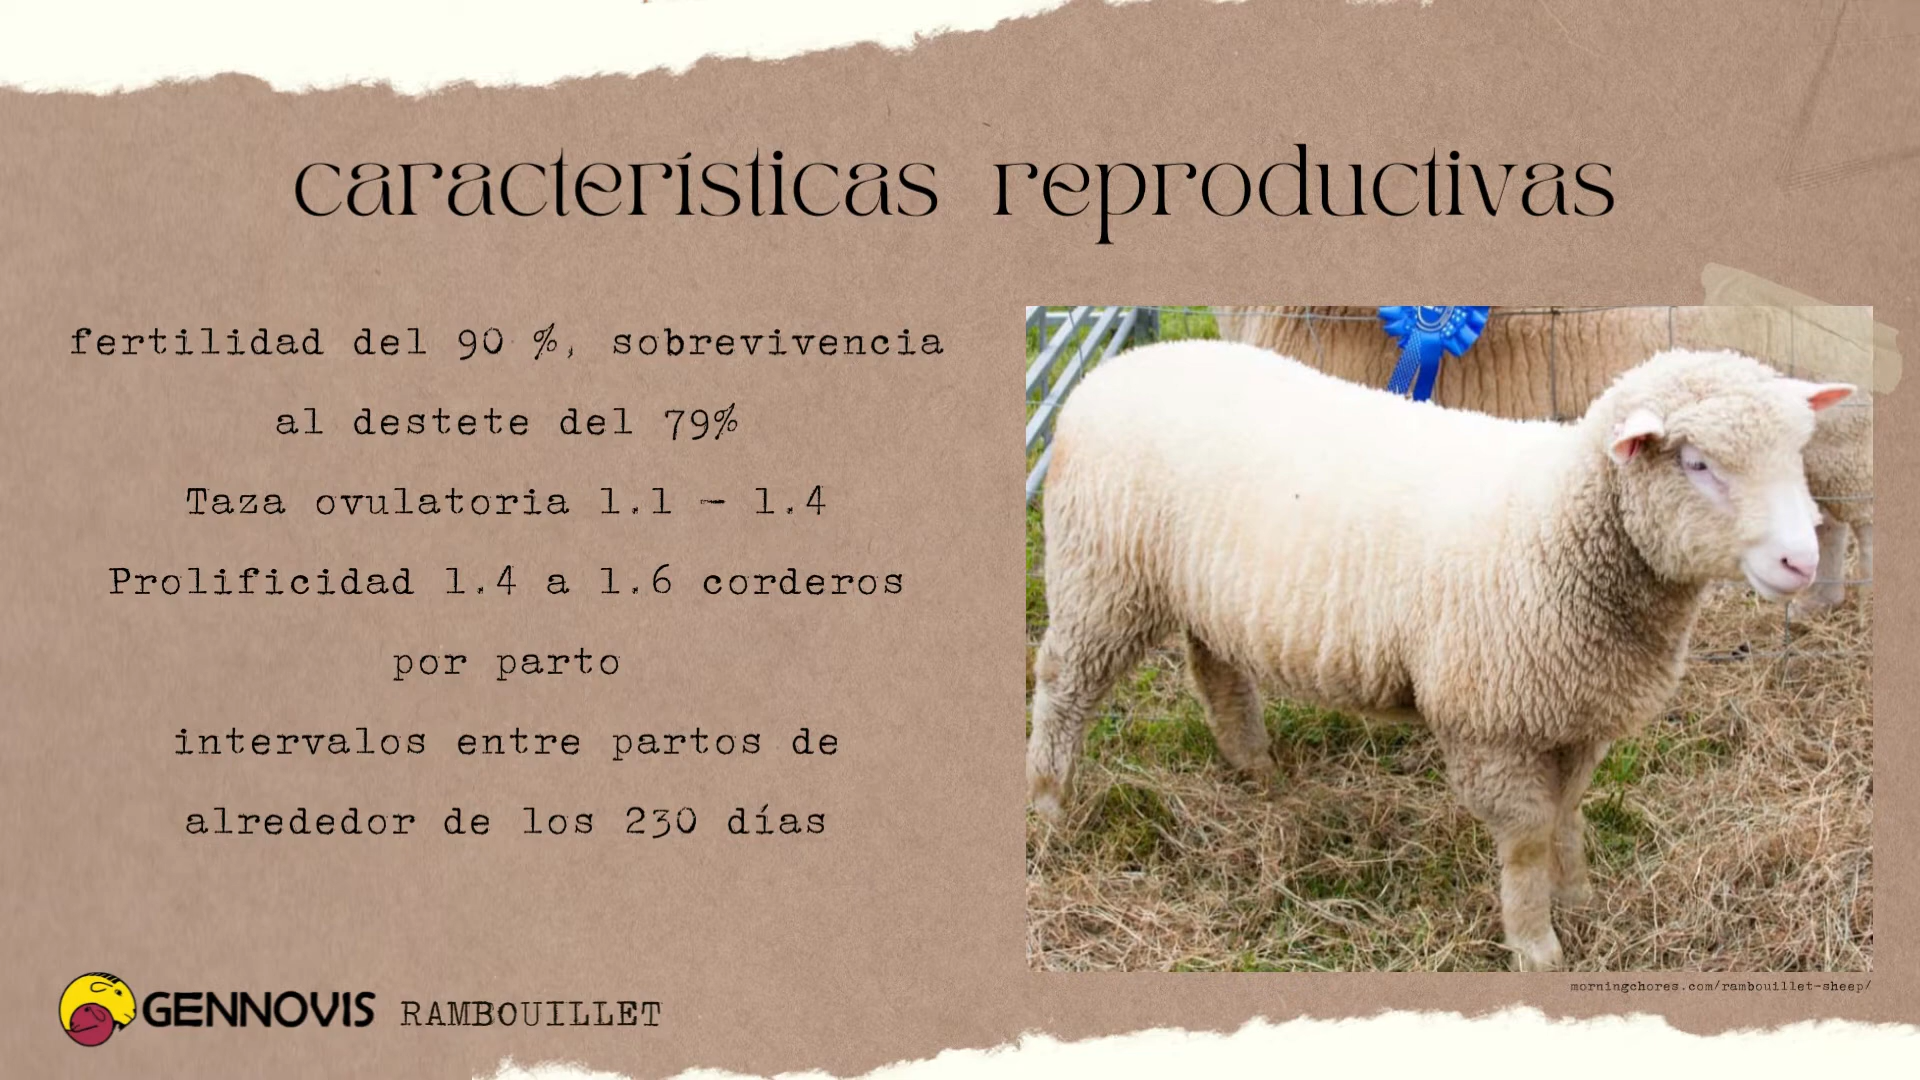 características reproductivas
fertilidad del 90 %, sobrevivencia
al destete del 79%
Taza ovulatoria 1.1 - 1.4
Prolificidad 1.4 a 1.6 corderos
por parto
intervalos entre partos de
alrededor de los 230 días
morningchores.com/rambouillet-sheep/
GENNOVIS RAMBOUILLET